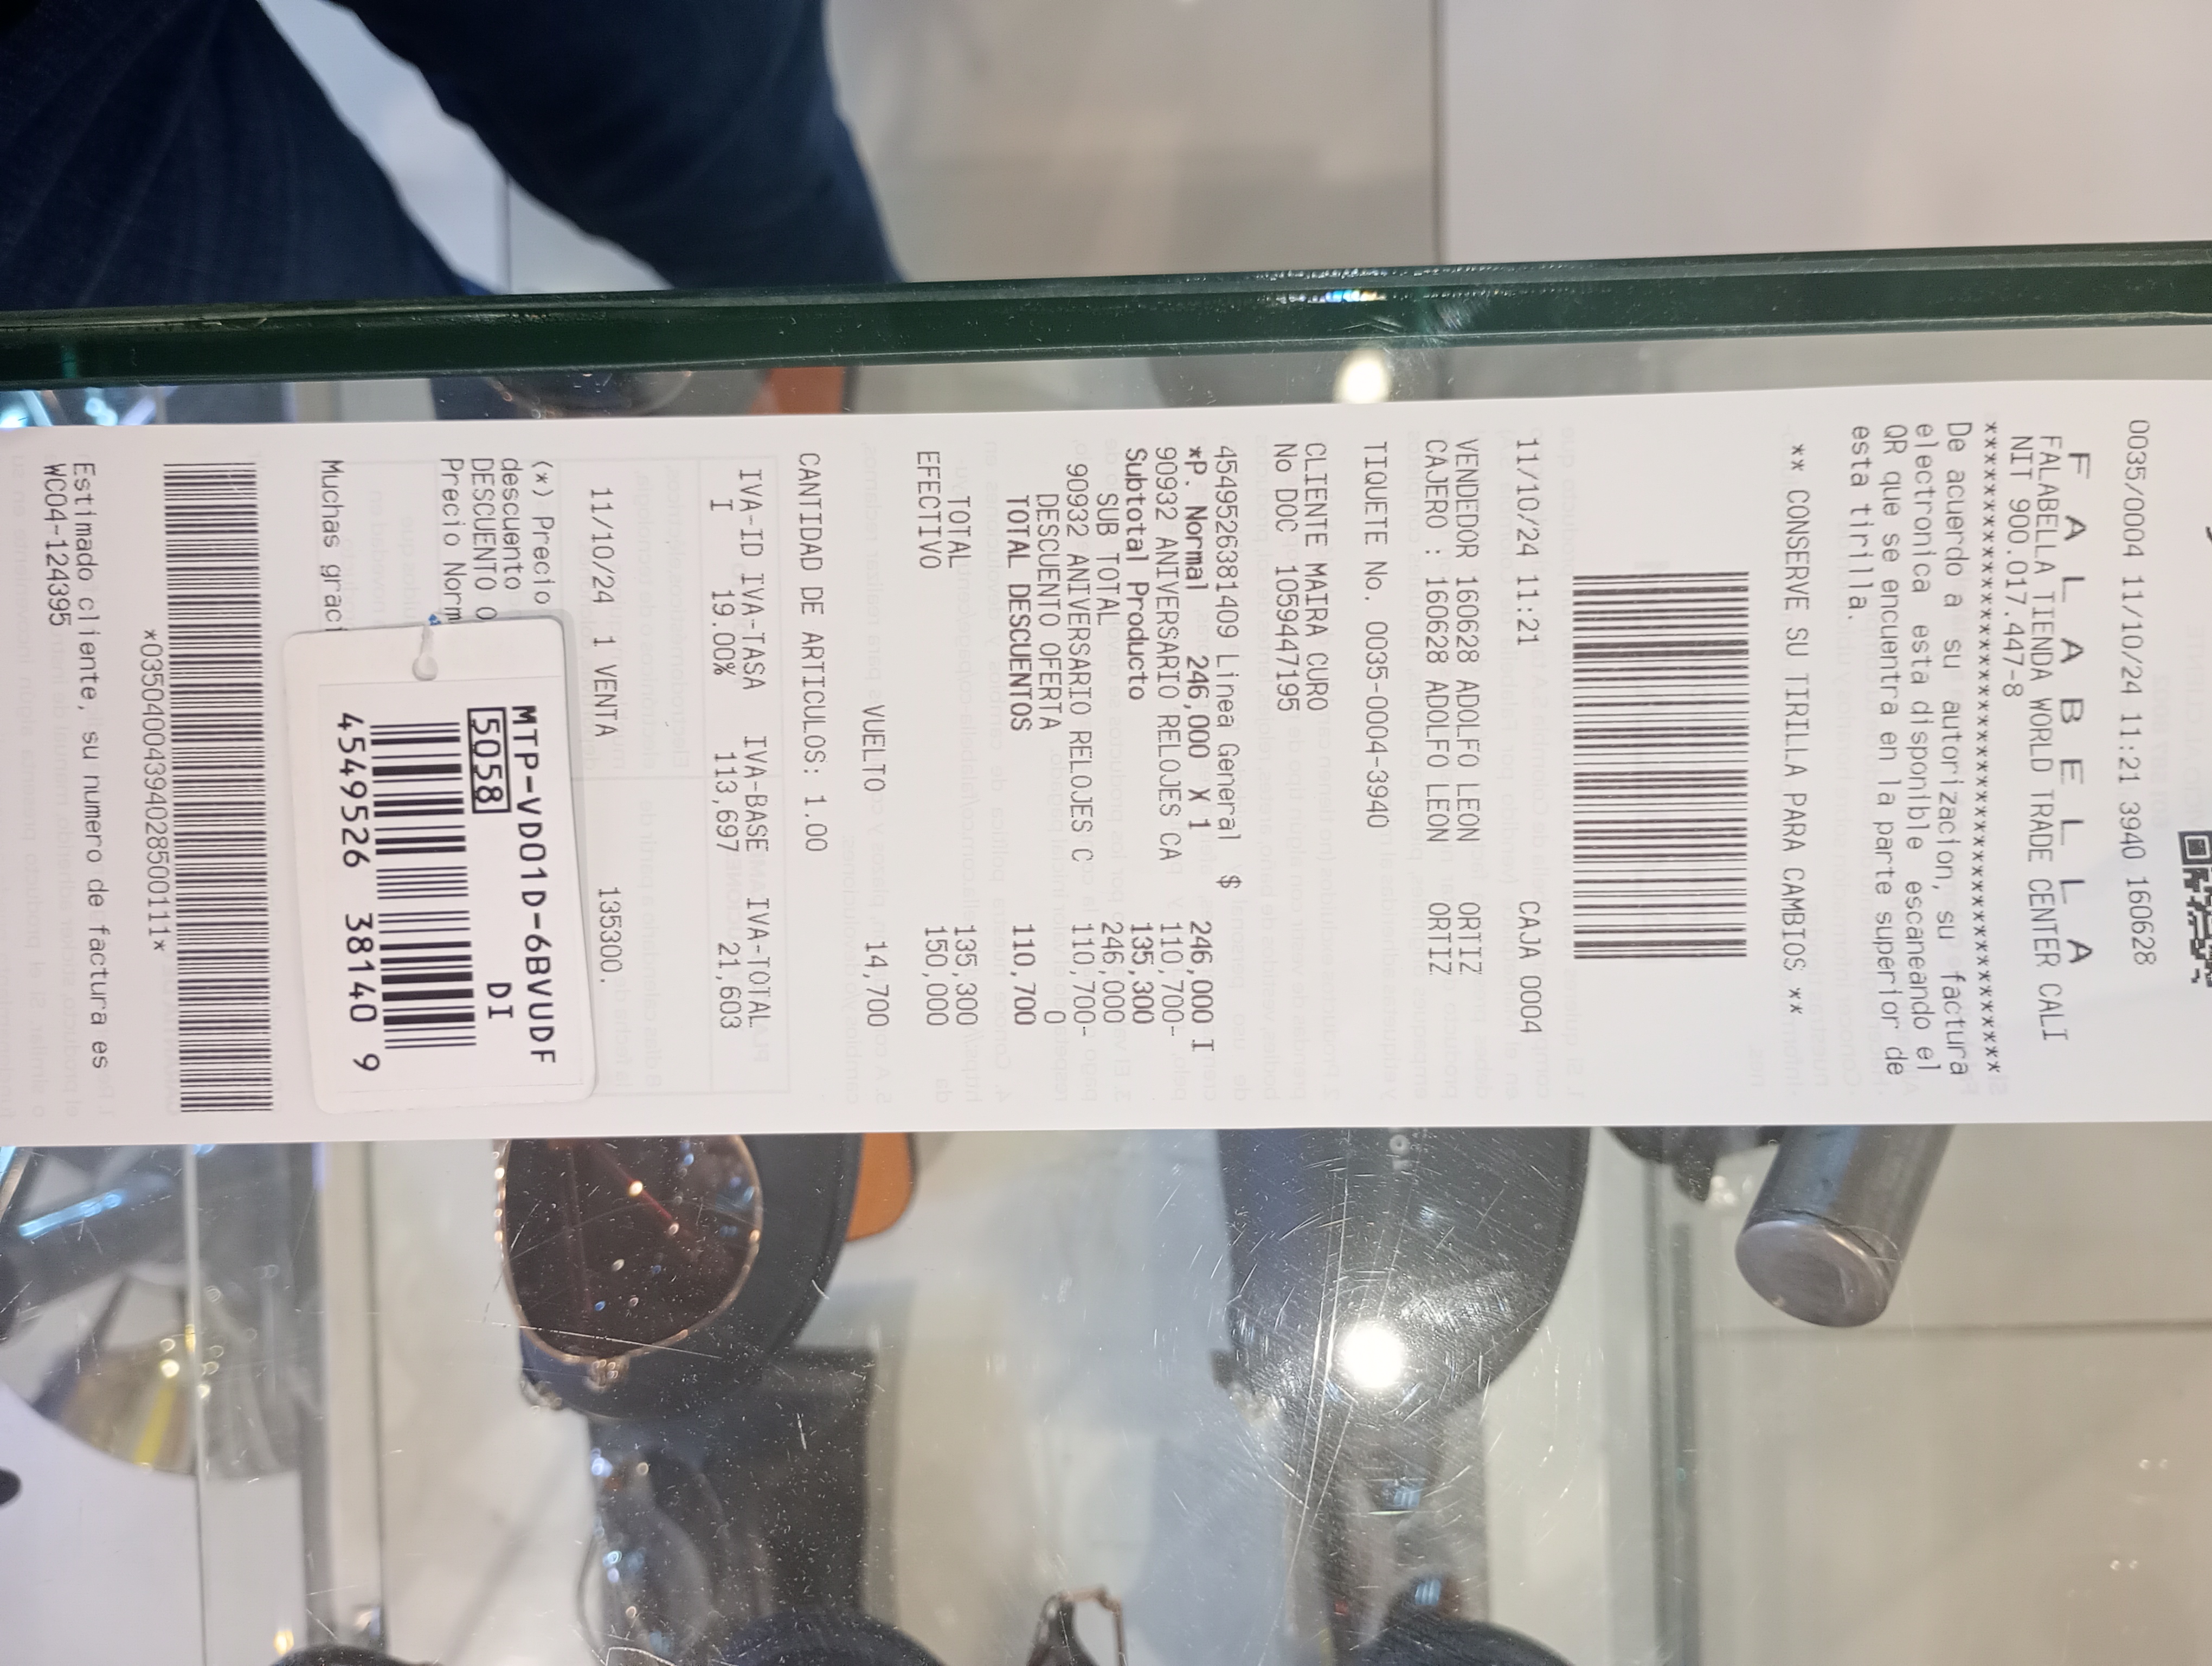 0035/0004 11/10/24 11:21 3940 160628
F A L A B E L L A
FALABELLA TIENDA WORLD TRADE CENTER CALI
NIT 900.017.447-8
De acuerdo a su autorizacion, su factura
electronica esta disponible escaneando el
QR que se encuentra en la parte superior de
esta tirilla.
** CONSERVE SU TIRILLA PARA CAMBIOS **
11/10/24 11:21 CAJA 0004
VENDEDOR 160628 ADOLFO LEON ORTIZ
CAJERO : 160628 ADOLFO LEON ORTIZ
TIQUETE No. 0035-0004-3940
CLIENTE MAIRA CURO
No DOC 1059447195
4549526381409 Linea General $
*P. Normal 246,000 X 1 246,000 I
90932 ANIVERSARIO RELOJES CA 110,700-
Subtotal Producto 135,300
SUB TOTAL 246,000
90932 ANIVERSARIO RELOJES C 110,700-
DESCUENTO OFERTA 0
TOTAL DESCUENTOS 110,700
TOTAL 135,300
EFECTIVO 150,000
VUELTO 14,700
CANTIDAD DE ARTICULOS: 1.00
IVA-ID IVA-TASA IVA-BASE IVA-TOTAL
I 19.00% 113,697 21,603
11/10/24 1 VENTA 135300.
(*) Precio
descuento
DESCUENTO O
Precio Norm
Muchas graci
MTP-VD01D-6BVUDF
5058 DI
4549526 38140 9
*035040043940285001​11*
Estimado cliente, su numero de factura es
WC04-124395